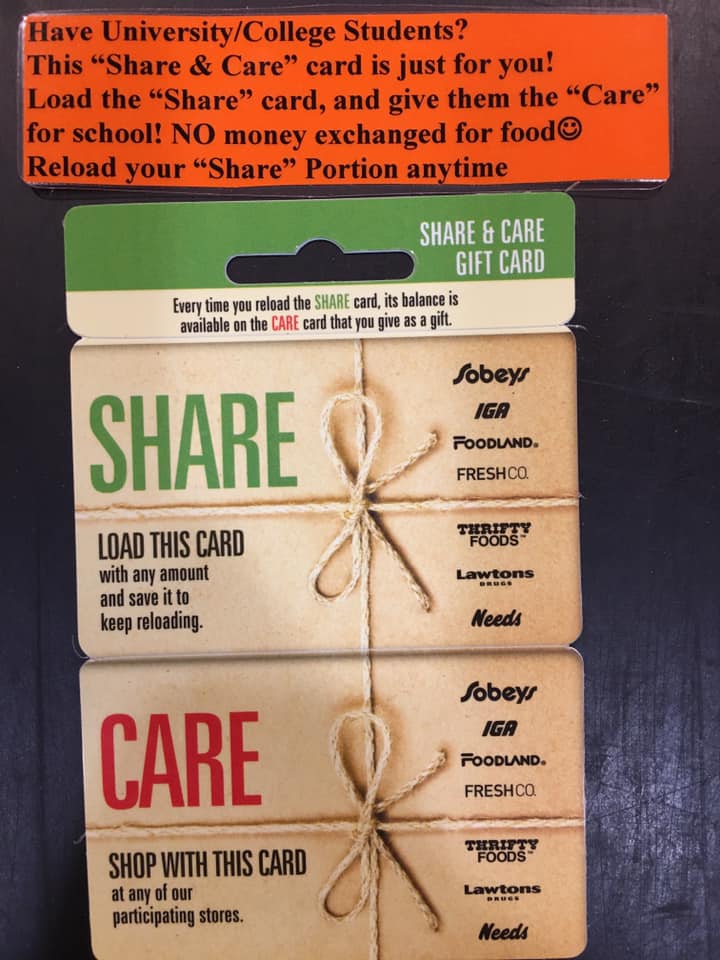 Have University/College Students?
This “Share & Care” card is just for you!
Load the “Share” card, and give them the “Care”
for school! NO money exchanged for food☺
Reload your “Share” Portion anytime
SHARE & CARE
GIFT CARD
Every time you reload the SHARE card, its balance is
available on the CARE card that you give as a gift.
SHARE
LOAD THIS CARD
with any amount
and save it to
keep reloading.
Sobeys
IGA
FOODLAND®
FRESHCO.
THRIFTY
FOODS™
Lawtons
DRUGS
Needs
CARE
SHOP WITH THIS CARD
at any of our
participating stores.
Sobeys
IGA
FOODLAND®
FRESHCO.
THRIFTY
FOODS™
Lawtons
DRUGS
Needs